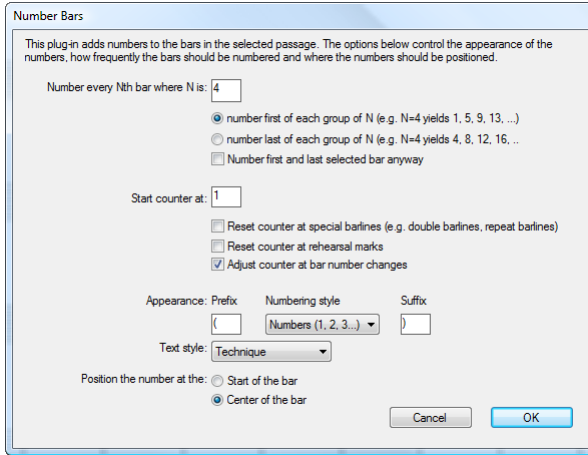 Number Bars
This plug-in adds numbers to the bars in the selected passage. The options below control the appearance of the
numbers, how frequently the bars should be numbered and where the numbers should be positioned.
Number every Nth bar where N is: 4
number first of each group of N (e.g. N=4 yields 1, 5, 9, 13, ...)
number last of each group of N (e.g. N=4 yields 4, 8, 12, 16, ..
Number first and last selected bar anyway
Start counter at: 1
Reset counter at special barlines (e.g. double barlines, repeat barlines)
Reset counter at rehearsal marks
Adjust counter at bar number changes
Appearance: Prefix Numbering style Suffix
( Numbers (1, 2, 3...) )
Text style: Technique
Position the number at the: Start of the bar
Center of the bar
Cancel OK